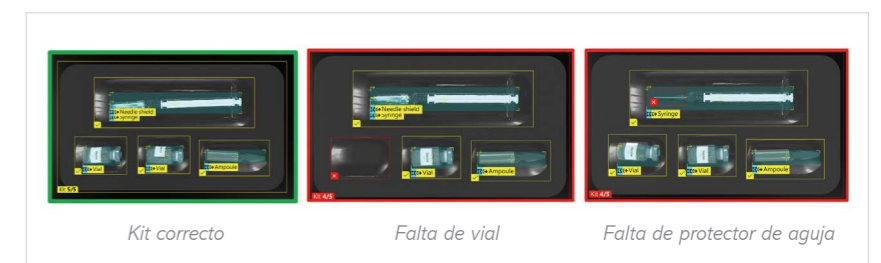 Needle shield
Syringe
Vial
Vial
Ampoule
Kit 5/5
Needle shield
Syringe
Vial
Ampoule
Kit 4/5
Syringe
Vial
Vial
Ampoule
Kit 4/5
Kit correcto
Falta de vial
Falta de protector de aguja